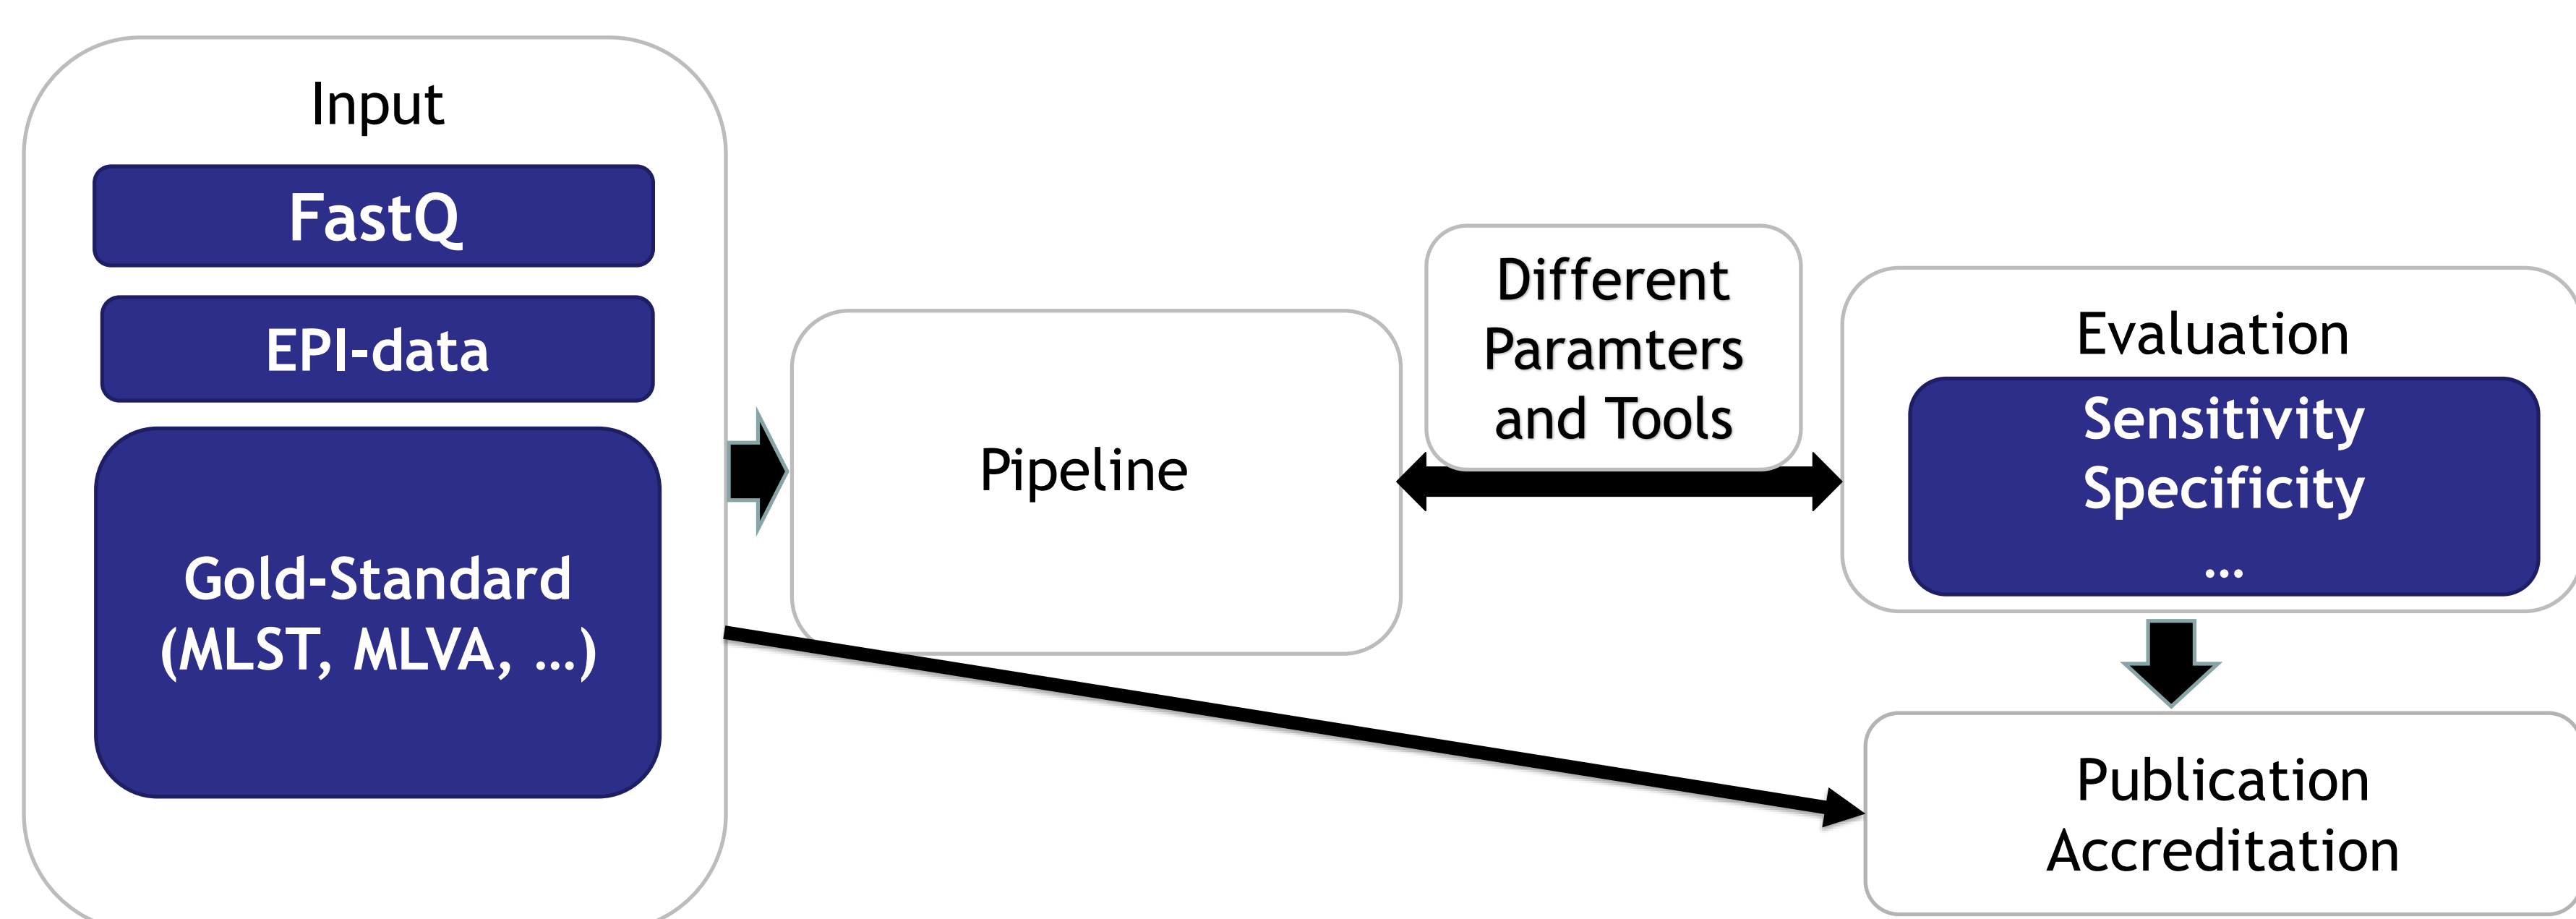 Input
FastQ
EPI-data
Gold-Standard
(MLST, MLVA, …)
Pipeline
Different
Paramters
and Tools
Evaluation
Sensitivity
Specificity
…
Publication
Accreditation